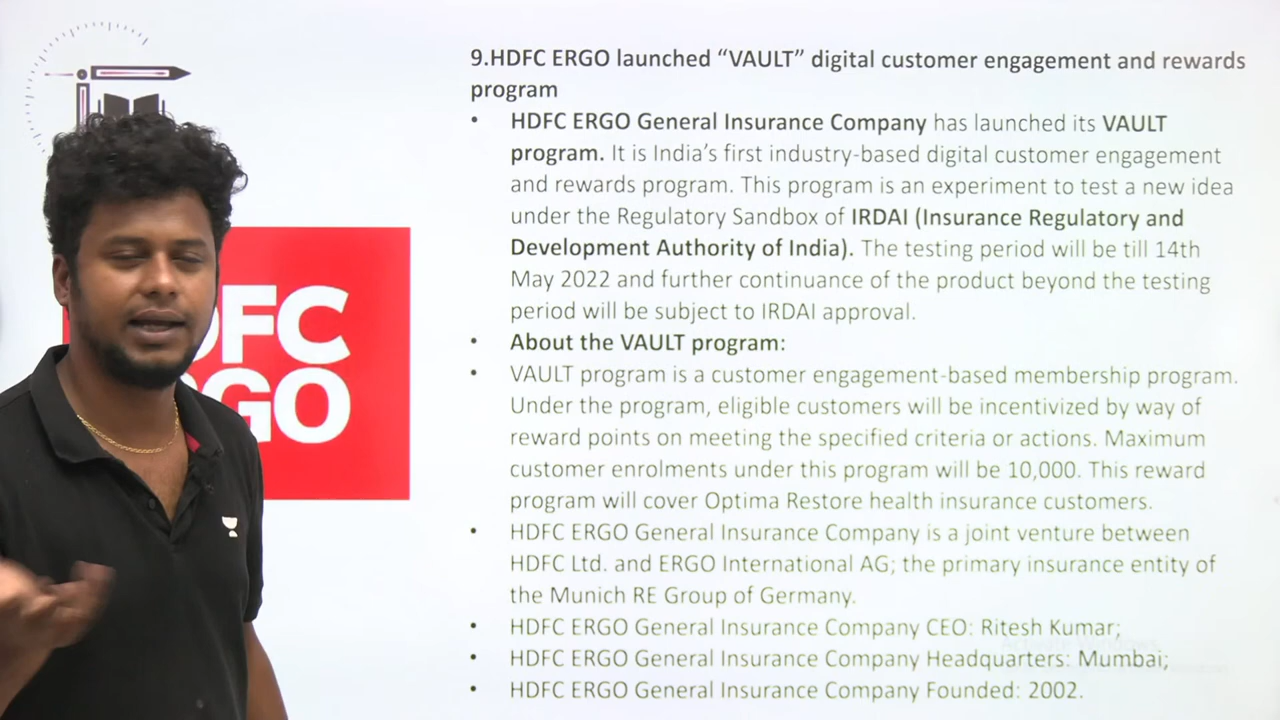 9.HDFC ERGO launched “VAULT” digital customer engagement and rewards
program
• HDFC ERGO General Insurance Company has launched its VAULT
program. It is India’s first industry-based digital customer engagement
and rewards program. This program is an experiment to test a new idea
under the Regulatory Sandbox of IRDAI (Insurance Regulatory and
Development Authority of India). The testing period will be till 14th
May 2022 and further continuance of the product beyond the testing
period will be subject to IRDAI approval.
• About the VAULT program:
• VAULT program is a customer engagement-based membership program.
Under the program, eligible customers will be incentivized by way of
reward points on meeting the specified criteria or actions. Maximum
customer enrolments under this program will be 10,000. This reward
program will cover Optima Restore health insurance customers.
• HDFC ERGO General Insurance Company is a joint venture between
HDFC Ltd. and ERGO International AG; the primary insurance entity of
the Munich RE Group of Germany.
• HDFC ERGO General Insurance Company CEO: Ritesh Kumar;
• HDFC ERGO General Insurance Company Headquarters: Mumbai;
• HDFC ERGO General Insurance Company Founded: 2002.